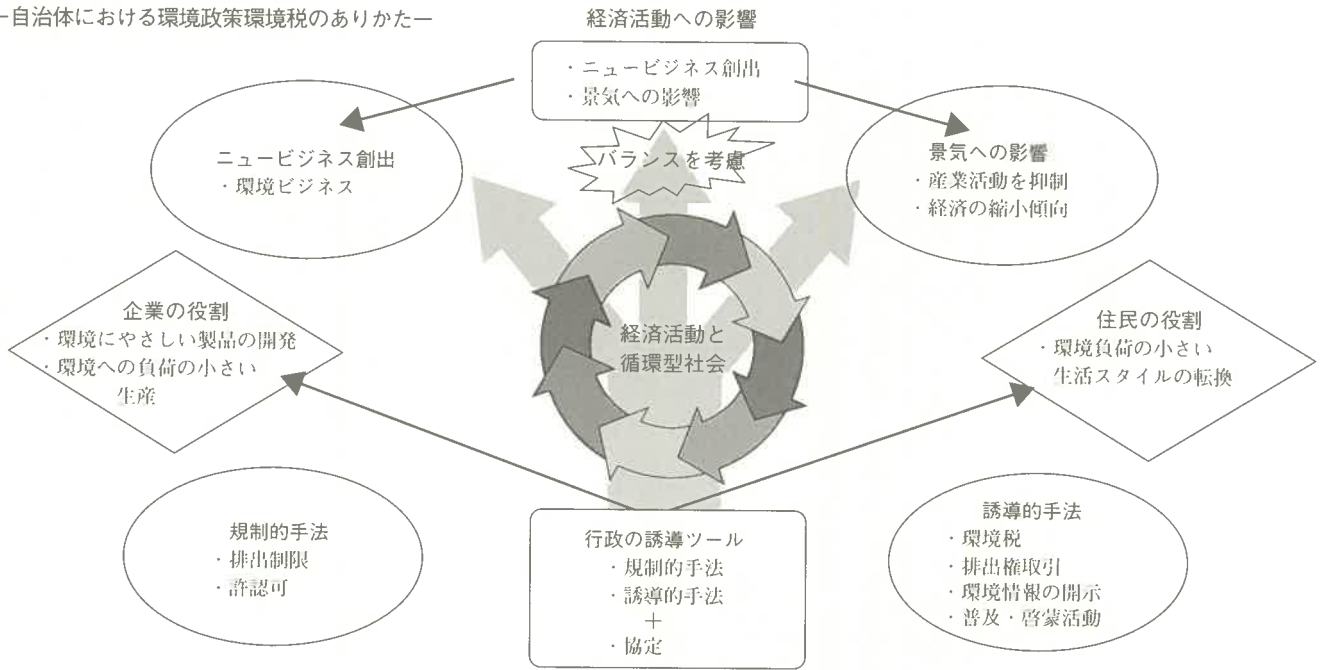 ―自治体における環境政策環境税のありかた―
経済活動への影響
・ニュービジネス創出
・景気への影響
バランスを考慮
ニュービジネス創出
・環境ビジネス
景気への影響
・産業活動を抑制
・経済の縮小傾向
企業の役割
・環境にやさしい製品の開発
・環境への負荷の小さい
生産
経済活動と
循環型社会
住民の役割
・環境負荷の小さい
生活スタイルの転換
規制的手法
・排出制限
・許認可
行政の誘導ツール
・規制的手法
・誘導的手法
＋
・協定
誘導的手法
・環境税
・排出権取引
・環境情報の開示
・普及・啓蒙活動